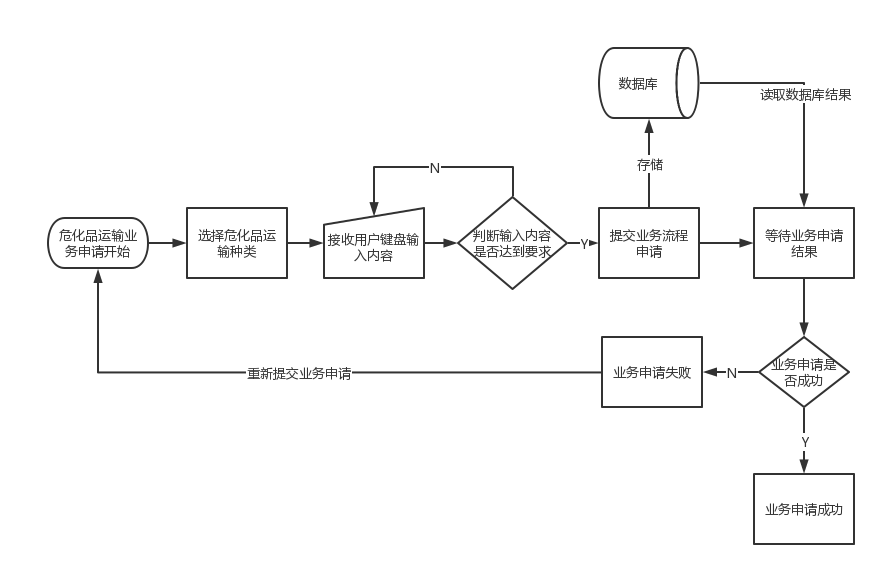 数据库
读取数据库结果
N
存储
危化品运输业
务申请开始
选择危化品运
输种类
接收用户键盘输
入内容
判断输入内容
是否达到要求
Y
提交业务流程
申请
等待业务申请
结果
重新提交业务申请
业务申请失败
N
业务申请是
否成功
Y
业务申请成功